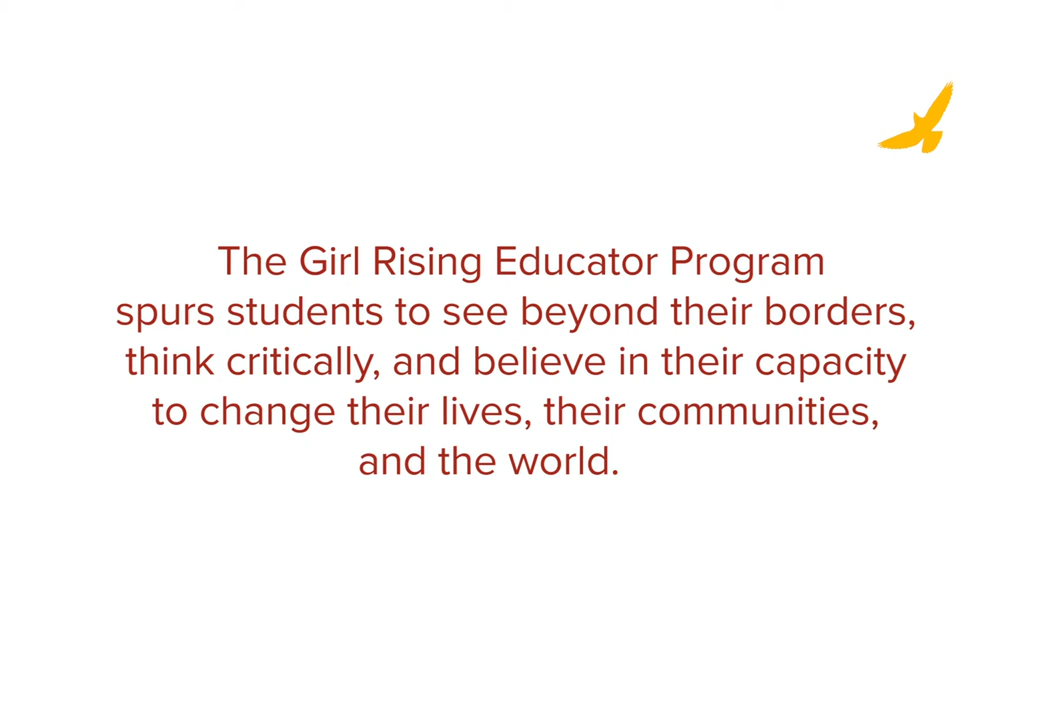 The Girl Rising Educator Program
spurs students to see beyond their borders,
think critically, and believe in their capacity
to change their lives, their communities,
and the world.